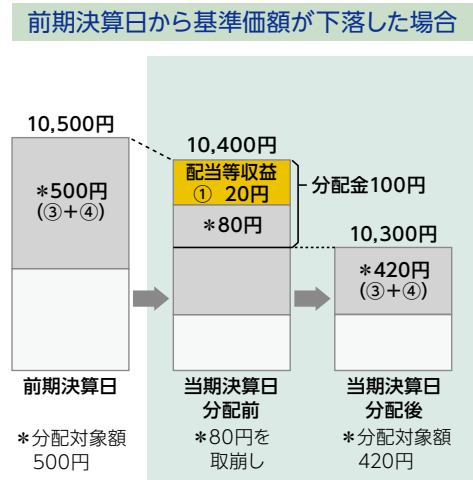 前期決算日から基準価額が下落した場合
10,500円
*500円
(③+④)
前期決算日
*分配対象額
500円
10,400円
配当等収益
① 20円
*80円
分配金100円
当期決算日
分配前
*80円を
取崩し
10,300円
*420円
(③+④)
当期決算日
分配後
*分配対象額
420円